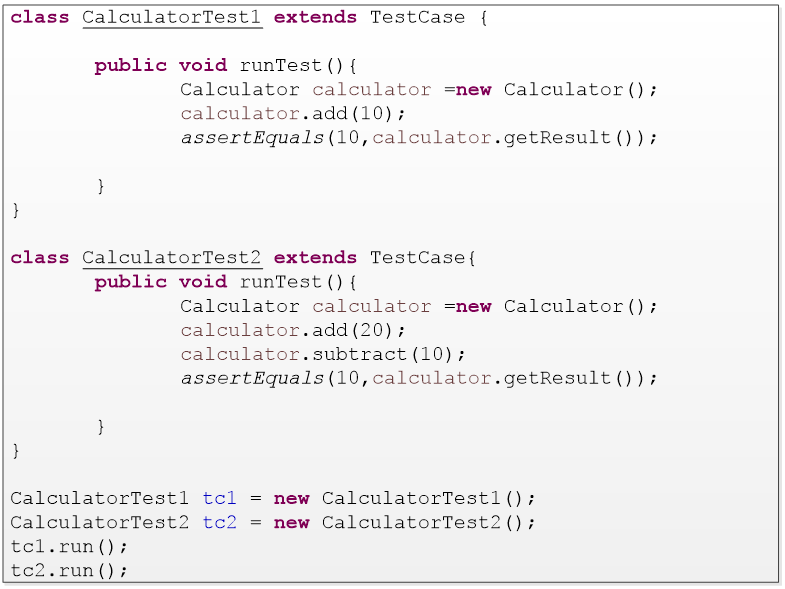 class CalculatorTest1 extends TestCase {
public void runTest(){
Calculator calculator =new Calculator();
calculator.add(10);
assertEquals(10,calculator.getResult());
}
}
class CalculatorTest2 extends TestCase{
public void runTest(){
Calculator calculator =new Calculator();
calculator.add(20);
calculator.subtract(10);
assertEquals(10,calculator.getResult());
}
}
CalculatorTest1 tc1 = new CalculatorTest1();
CalculatorTest2 tc2 = new CalculatorTest2();
tc1.run();
tc2.run();